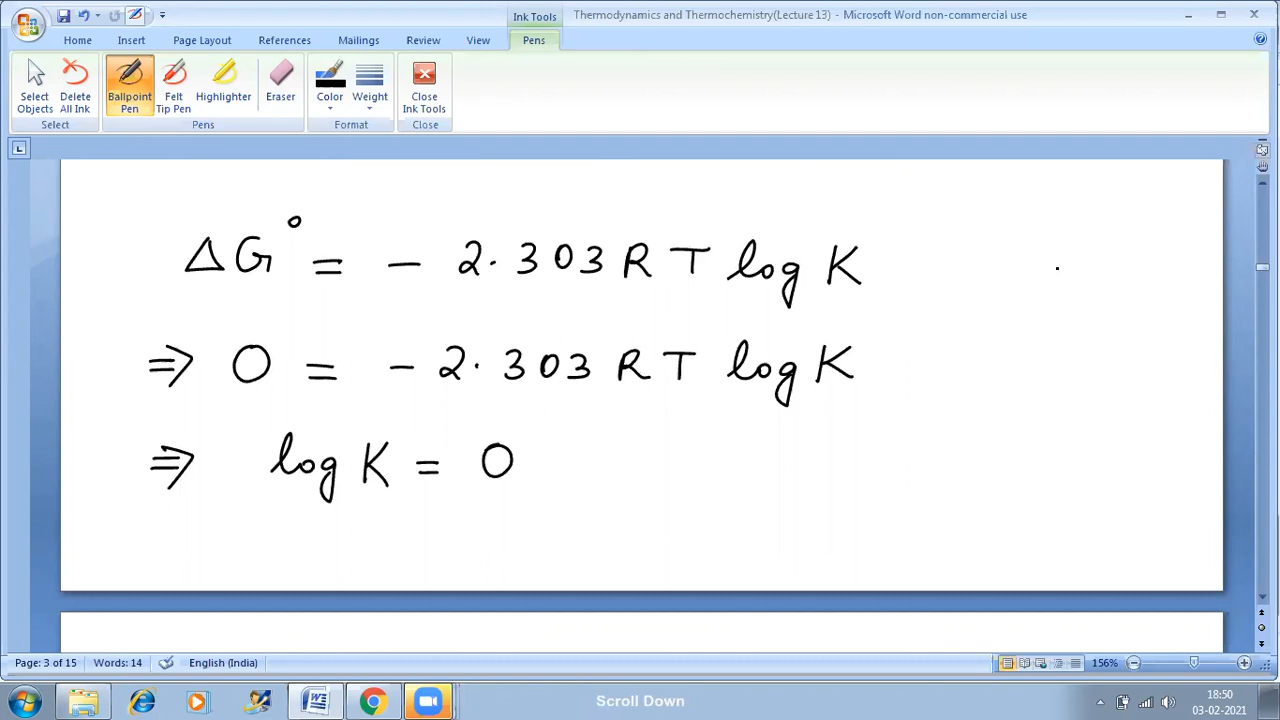 Ink Tools
Thermodynamics and Thermochemistry(Lecture 13) - Microsoft Word non-commercial use
Home Insert Page Layout References Mailings Review View Pens
Select Objects
Delete All Ink
Ballpoint Pen
Felt Tip Pen
Highlighter
Eraser
Color
Weight
Close Ink Tools
Select Pens Format Close
ΔG° = - 2.303 R T log K
⇒ 0 = - 2.303 R T log K
⇒ log K = 0
Page: 3 of 15 Words: 14 English (India) 156%
Scroll Down
18:50
03-02-2021